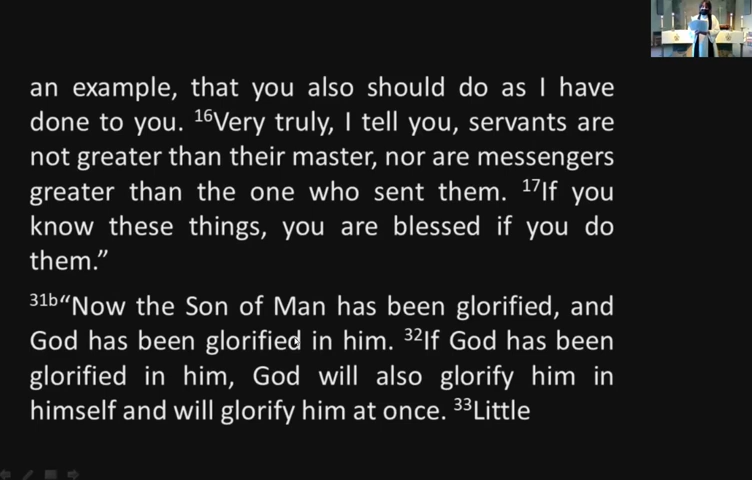 an example, that you also should do as I have
done to you. ¹⁶Very truly, I tell you, servants are
not greater than their master, nor are messengers
greater than the one who sent them. ¹⁷If you
know these things, you are blessed if you do
them.”
³¹ᵇ“Now the Son of Man has been glorified, and
God has been glorified in him. ³²If God has been
glorified in him, God will also glorify him in
himself and will glorify him at once. ³³Little